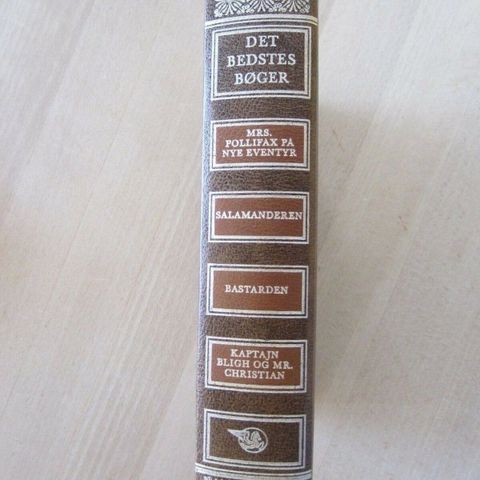 DET
BEDSTES
BØGER
MRS.
POLLIFAX PÅ
NYE EVENTYR
SALAMANDEREN
BASTARDEN
KAPTAJN
BLIGH OG MR.
CHRISTIAN